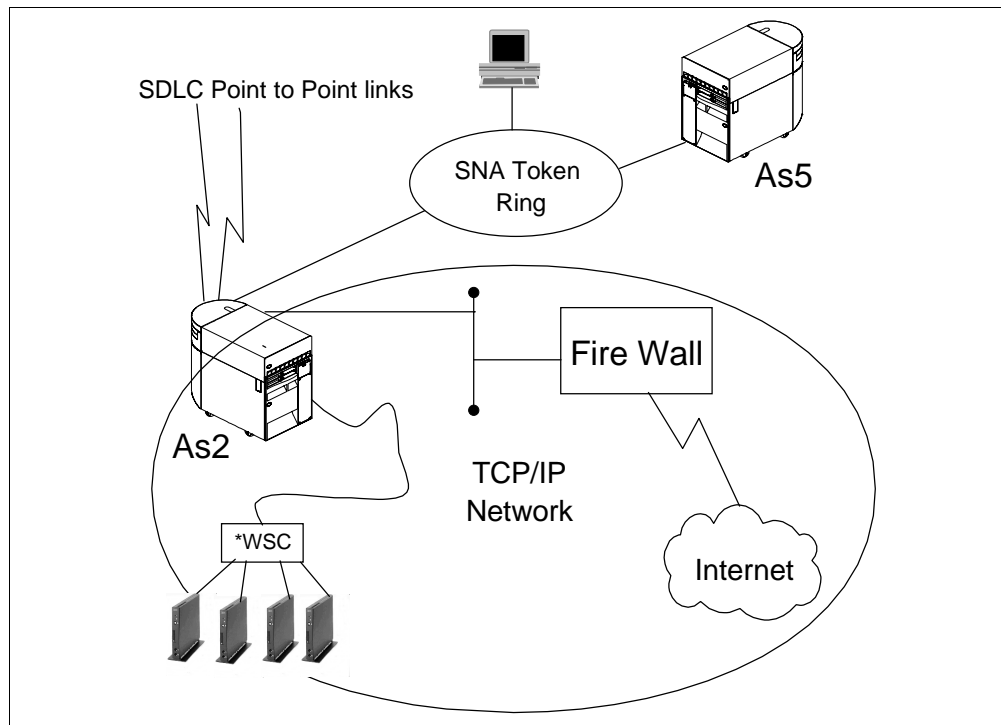 SDLC Point to Point links
SNA Token
Ring
As5
Fire Wall
As2
TCP/IP
Network
*WSC
Internet